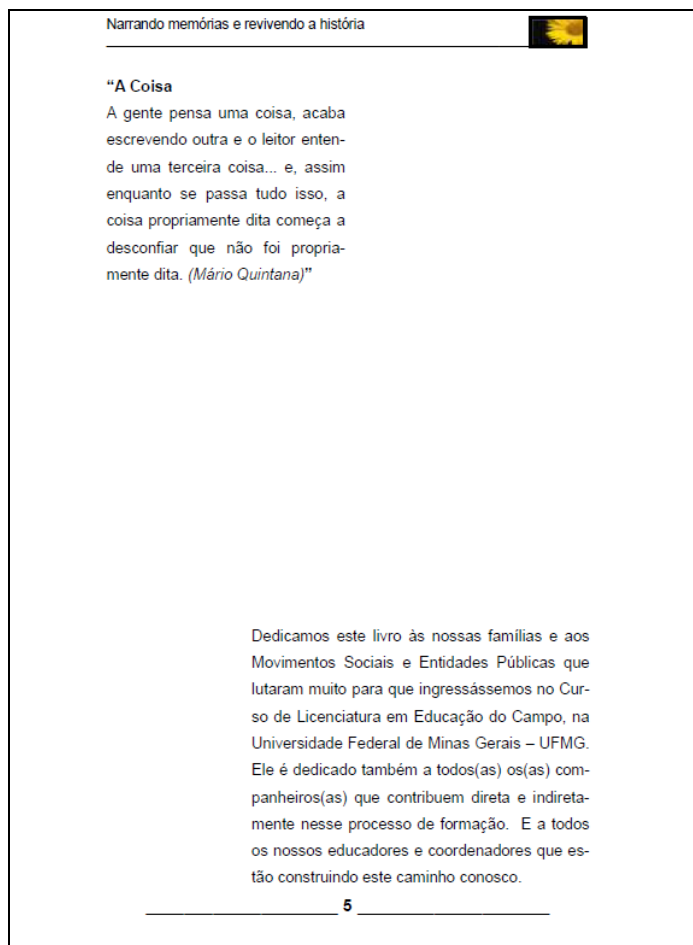 Narrando memórias e revivendo a história
“A Coisa
A gente pensa uma coisa, acaba
escrevendo outra e o leitor enten-
de uma terceira coisa... e, assim
enquanto se passa tudo isso, a
coisa propriamente dita começa a
desconfiar que não foi propria-
mente dita. (Mário Quintana)”
Dedicamos este livro às nossas famílias e aos
Movimentos Sociais e Entidades Públicas que
lutaram muito para que ingressássemos no Cur-
so de Licenciatura em Educação do Campo, na
Universidade Federal de Minas Gerais – UFMG.
Ele é dedicado também a todos(as) os(as) com-
panheiros(as) que contribuem direta e indireta-
mente nesse processo de formação.  E a todos
os nossos educadores e coordenadores que es-
tão construindo este caminho conosco.
5